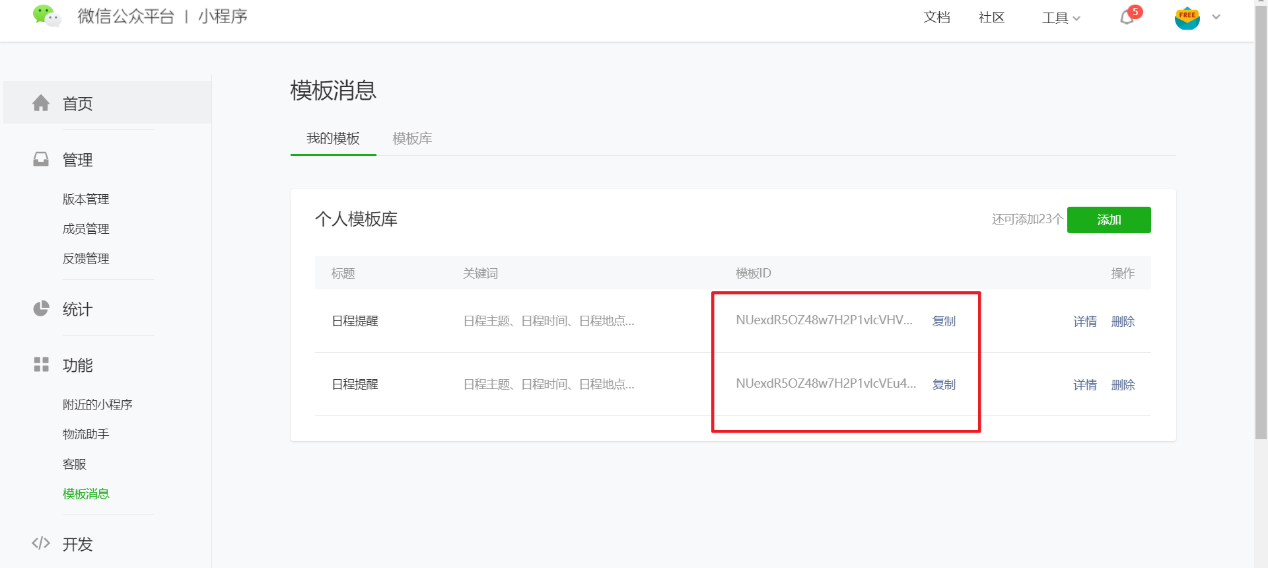 微信公众平台 | 小程序
文档 社区 工具 5 FREE
首页
管理
版本管理
成员管理
反馈管理
统计
功能
附近的小程序
物流助手
客服
模板消息
开发
模板消息
我的模板 模板库
个人模板库 还可添加23个 添加
标题 关键词 模板ID 操作
日程提醒 日程主题、日程时间、日程地点... NUexdR5OZ48w7H2P1vIcVHV... 复制 详情 删除
日程提醒 日程主题、日程时间、日程地点... NUexdR5OZ48w7H2P1vIcVEu4... 复制 详情 删除